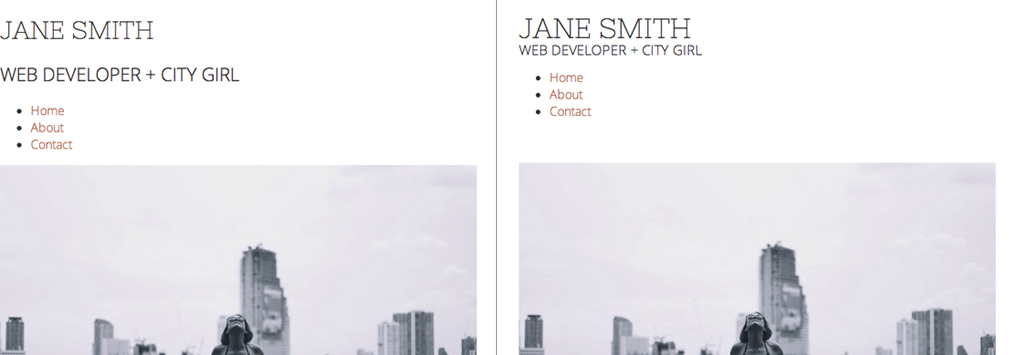 JANE SMITH
WEB DEVELOPER + CITY GIRL
Home
About
Contact
JANE SMITH
WEB DEVELOPER + CITY GIRL
Home
About
Contact